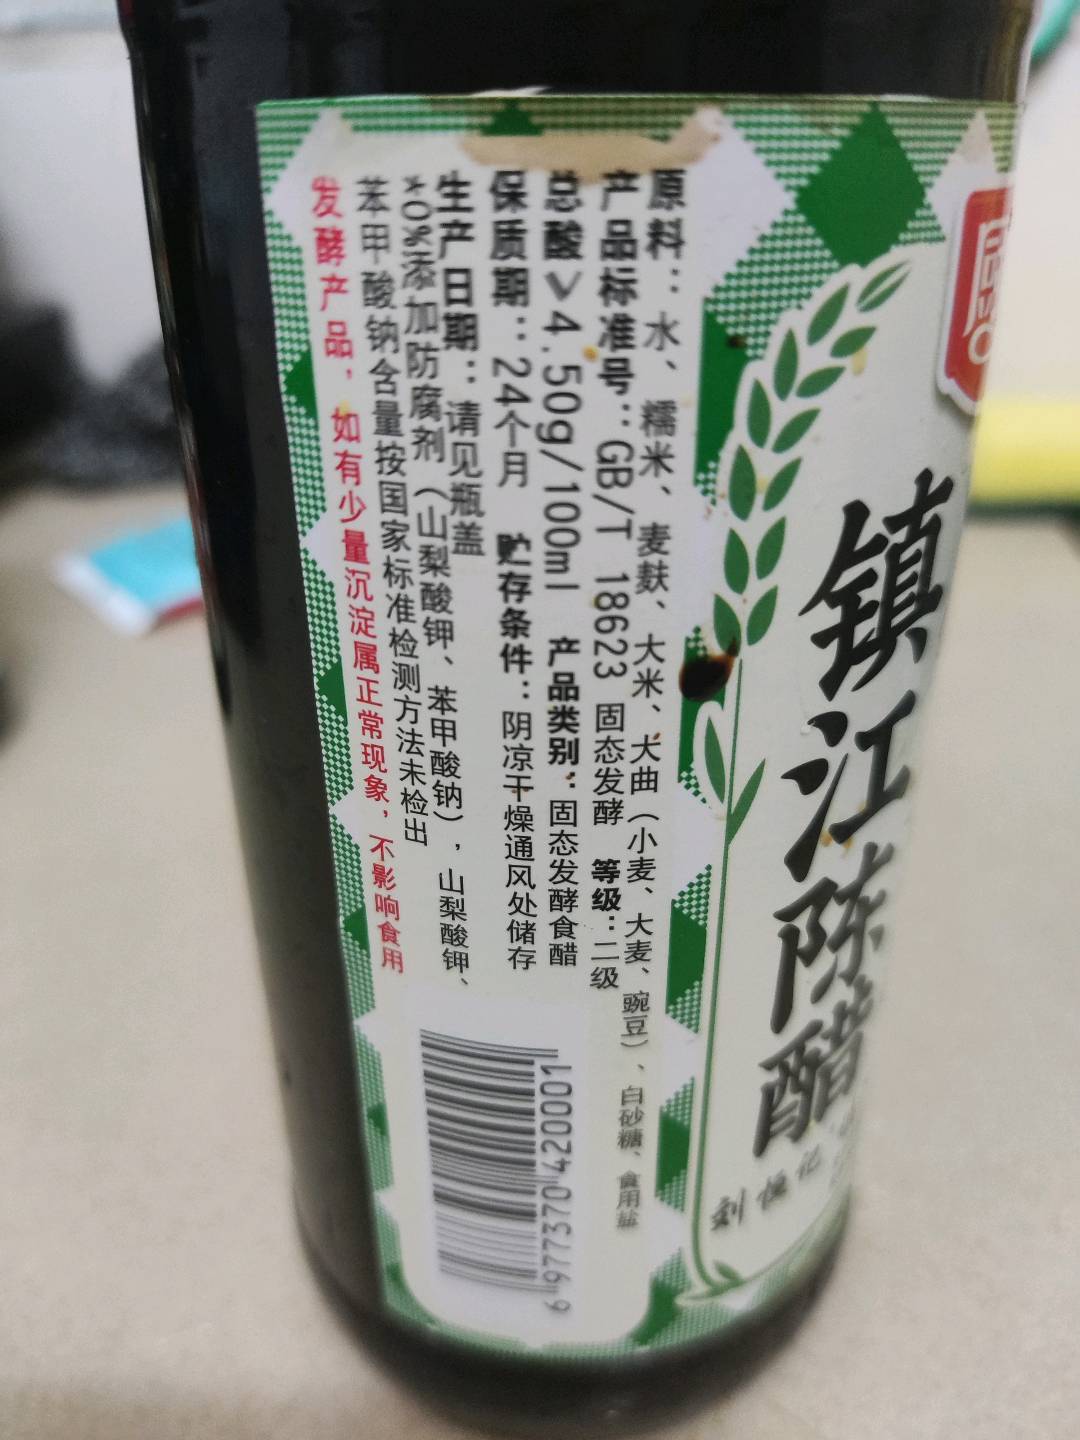 原料：水、糯米、麦麸、大米、大曲（小麦、大麦、豌豆）、白砂糖、食用盐
产品标准号：GB/T 18623 固态发酵 等级：二级
总酸≥4.50g/100ml 产品类别：固态发酵食醋
保质期：24个月 贮存条件：阴凉干燥通风处储存
生产日期：请见瓶盖
*0%添加防腐剂（山梨酸钾、苯甲酸钠），山梨酸钾、
苯甲酸钠含量按国家标准检测方法未检出
发酵产品，如有少量沉淀属正常现象，不影响食用
6977370420001
镇江陈醋
刘恒记